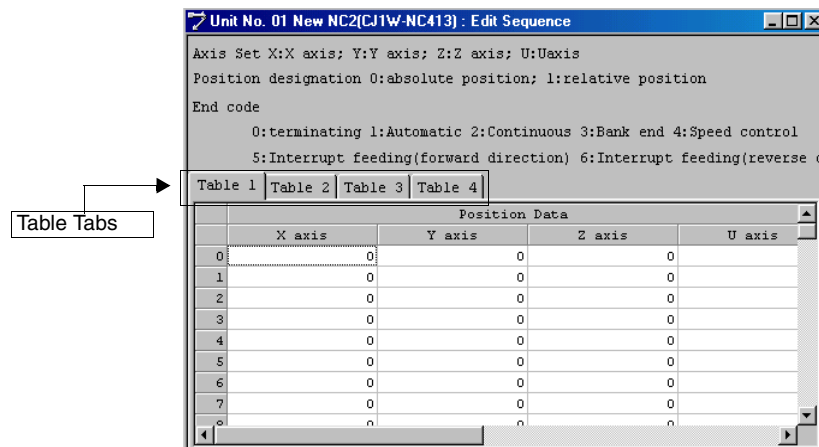 Unit No. 01 New NC2(CJ1W-NC413) : Edit Sequence
Axis Set X:X axis; Y:Y axis; Z:Z axis; U:Uaxis
Position designation 0:absolute position; 1:relative position
End code
0:terminating 1:Automatic 2:Continuous 3:Bank end 4:Speed control
5:Interrupt feeding(forward direction) 6:Interrupt feeding(reverse
Table 1 Table 2 Table 3 Table 4
Table Tabs
Position Data
X axis Y axis Z axis U axis
0 0 0 0
1 0 0 0
2 0 0 0
3 0 0 0
4 0 0 0
5 0 0 0
6 0 0 0
7 0 0 0
8 0 0 0